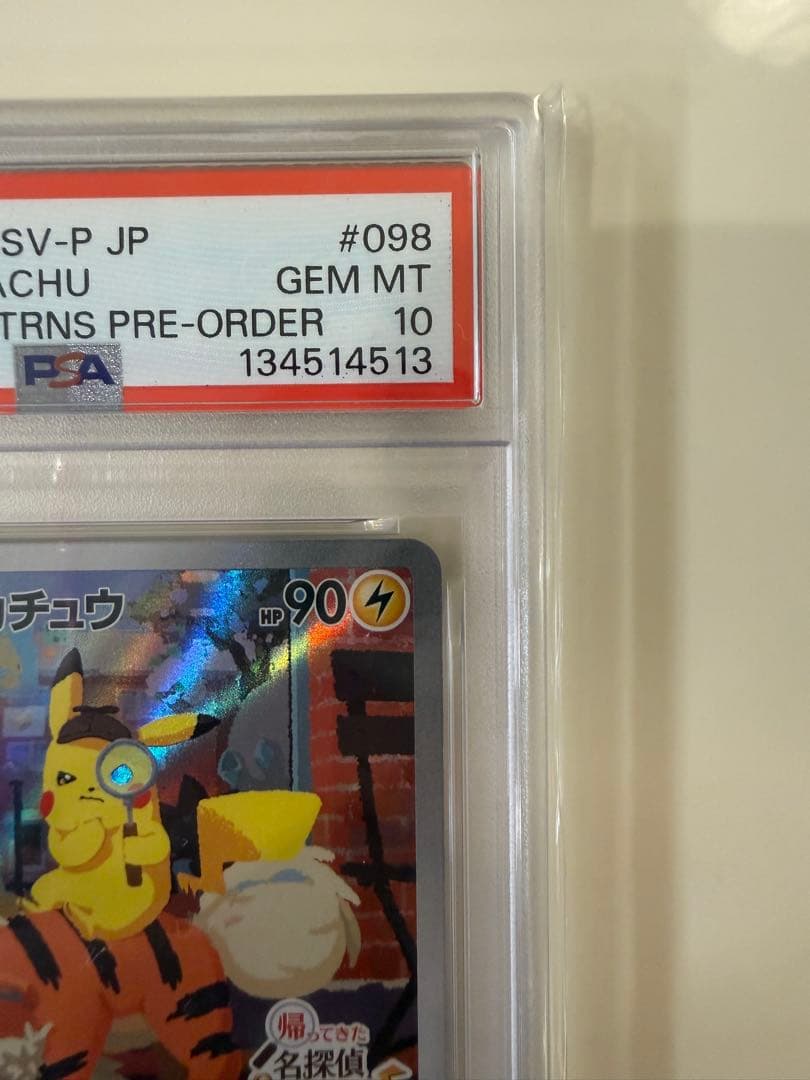 SV-P JP #098
ACHU GEM MT
TRNS PRE-ORDER 10
PSA 134514513
チュウ HP 90
帰ってきた
名探偵